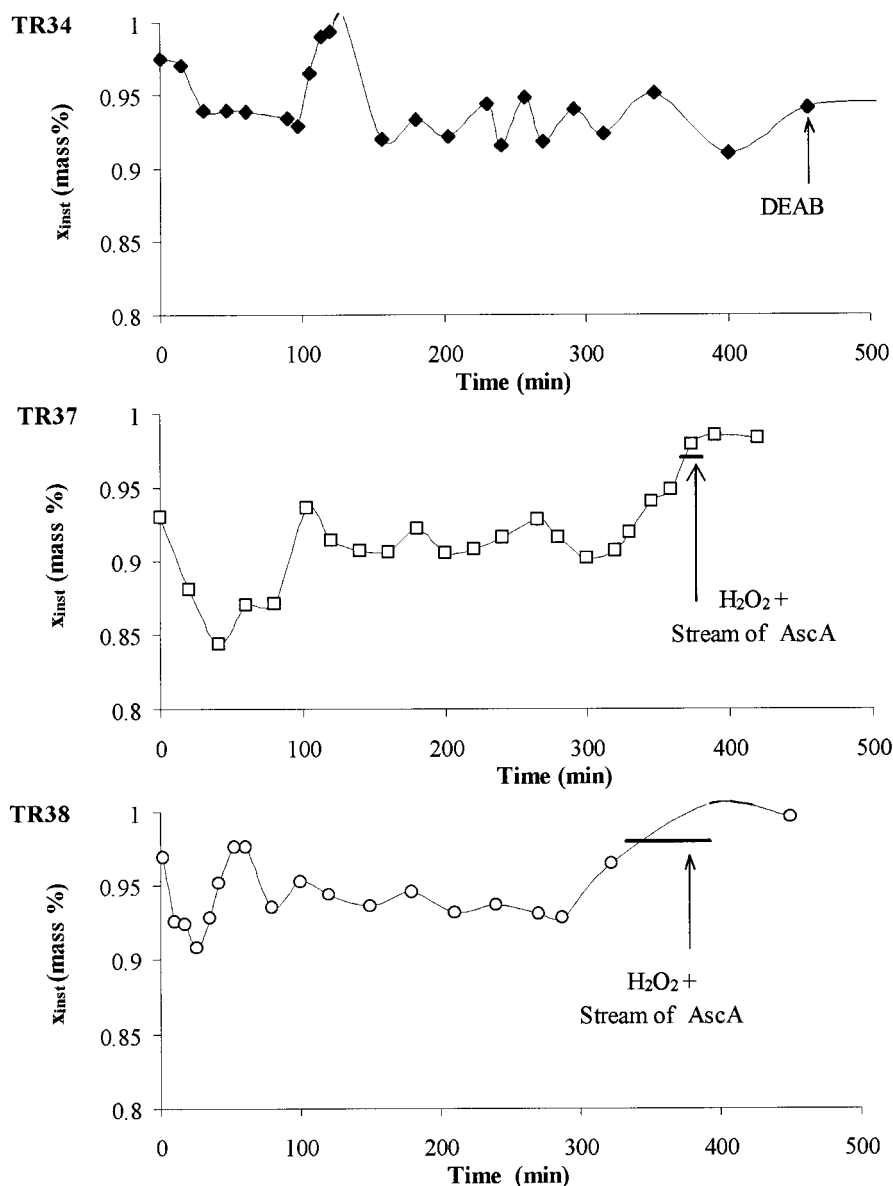 TR34
1
0.95
0.9
0.85
0.8
xinst (mass%)
DEAB
0 100 200 300 400 500
Time (min)
TR37
1
0.95
0.9
0.85
0.8
xinst (mass %)
H2O2 +
Stream of AscA
0 100 200 300 400 500
Time (min)
TR38
1
0.95
0.9
0.85
0.8
xinst (mass %)
H2O2 +
Stream of AscA
0 100 200 300 400 500
Time (min)